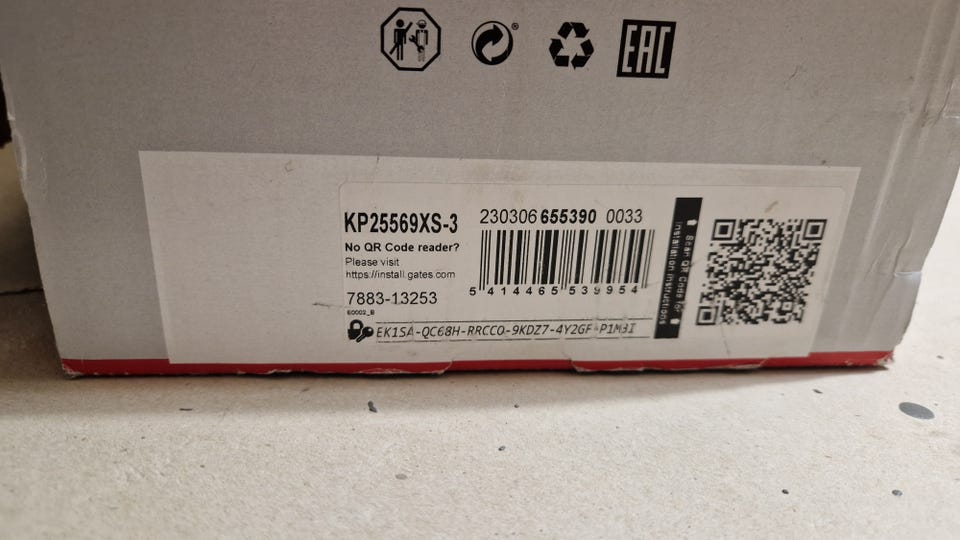 EAC
KP25569XS-3
230306 655390 0033
No QR Code reader?
Please visit
https://install.gates.com
5 414465 539954
7883-13253
E0002_B
EK1SA-QC68H-RRCCO-9KDZ7-4Y2GF-P1M3I
Scan QR Code for
installation instructions